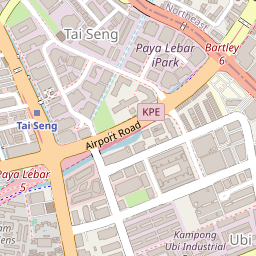 Northeast
Tai Seng
Paya Lebar
iPark
Bartley
6
KPE
Tai Seng
Airport Road
Paya Lebar
5
Kampong
Ubi Industrial
Ubi